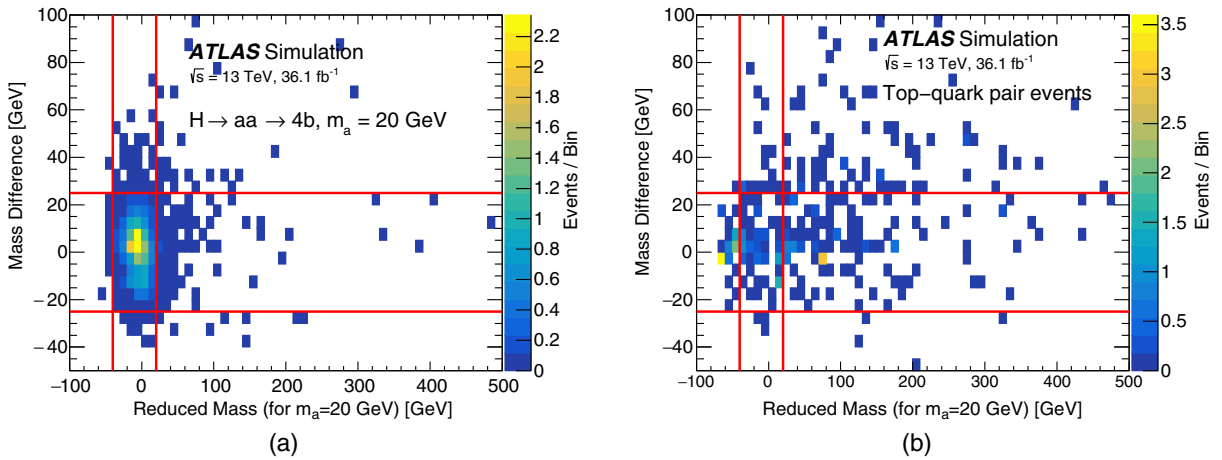 ATLAS Simulation
√s = 13 TeV, 36.1 fb⁻¹
H → aa → 4b, mₐ = 20 GeV
Mass Difference [GeV]
100
80
60
40
20
0
−20
−40
−100 0 100 200 300 400 500
Reduced Mass (for mₐ=20 GeV) [GeV]
2.2
2
1.8
1.6
1.4
1.2
1
0.8
0.6
0.4
0.2
0
Events / Bin
(a)
ATLAS Simulation
√s = 13 TeV, 36.1 fb⁻¹
Top-quark pair events
Mass Difference [GeV]
100
80
60
40
20
0
−20
−40
−100 0 100 200 300 400 500
Reduced Mass (for mₐ=20 GeV) [GeV]
3.5
3
2.5
2
1.5
1
0.5
0
Events / Bin
(b)